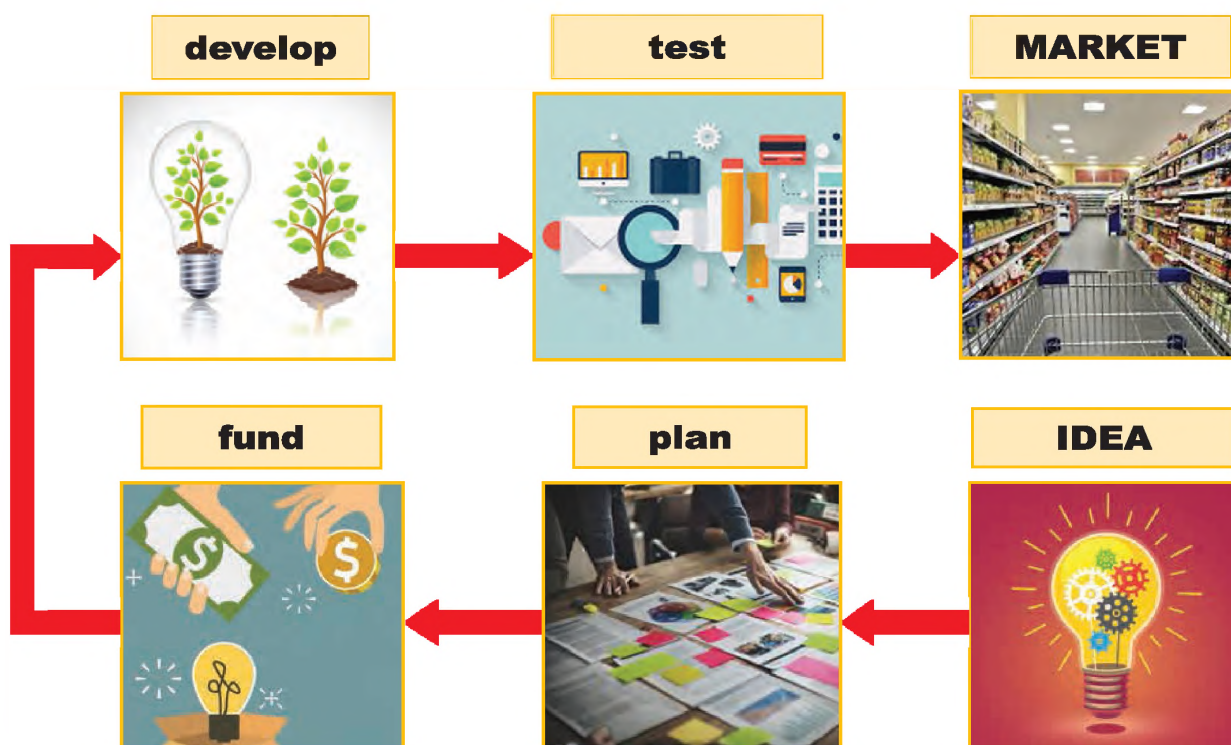 develop
test
MARKET
fund
plan
IDEA
$
$